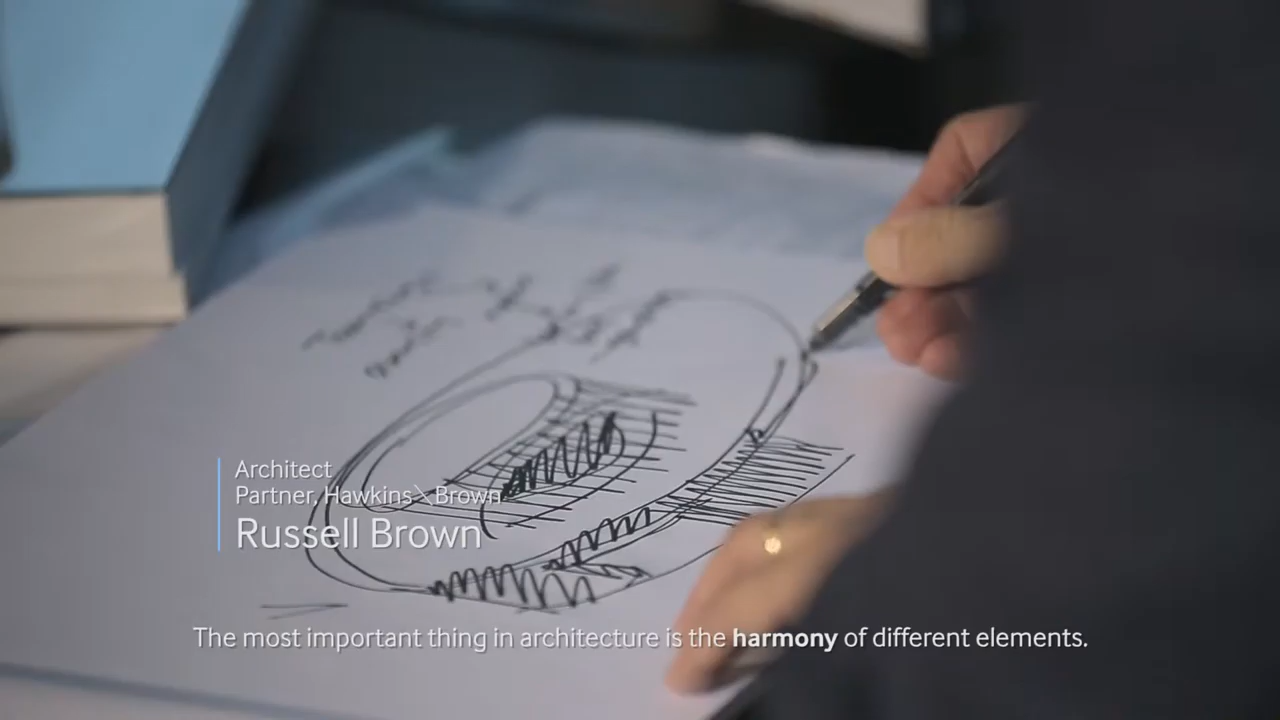 Architect
Partner, Hawkins\Brown
Russell Brown
The most important thing in architecture is the harmony of different elements.